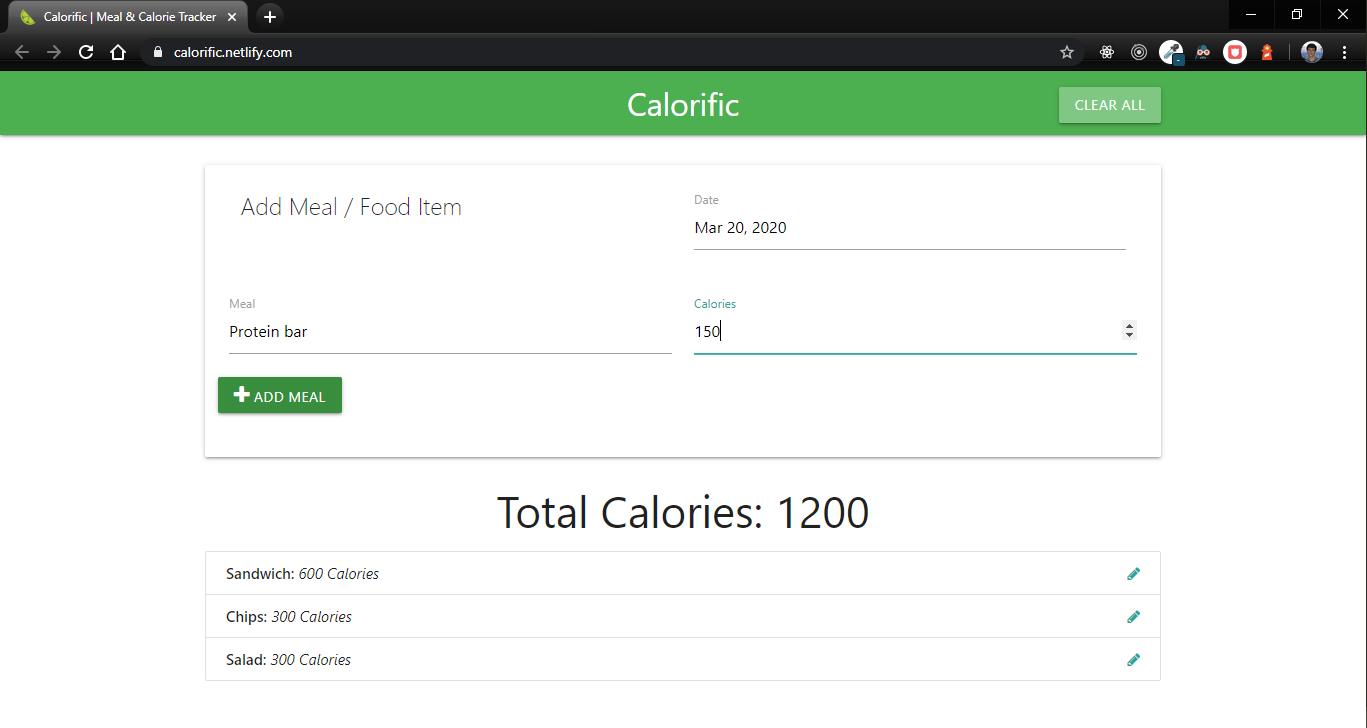 Calorific | Meal & Calorie Tracker
calorific.netlify.com
Calorific
CLEAR ALL
Add Meal / Food Item
Date
Mar 20, 2020
Meal
Calories
Protein bar
150
ADD MEAL
Total Calories: 1200
Sandwich: 600 Calories
Chips: 300 Calories
Salad: 300 Calories